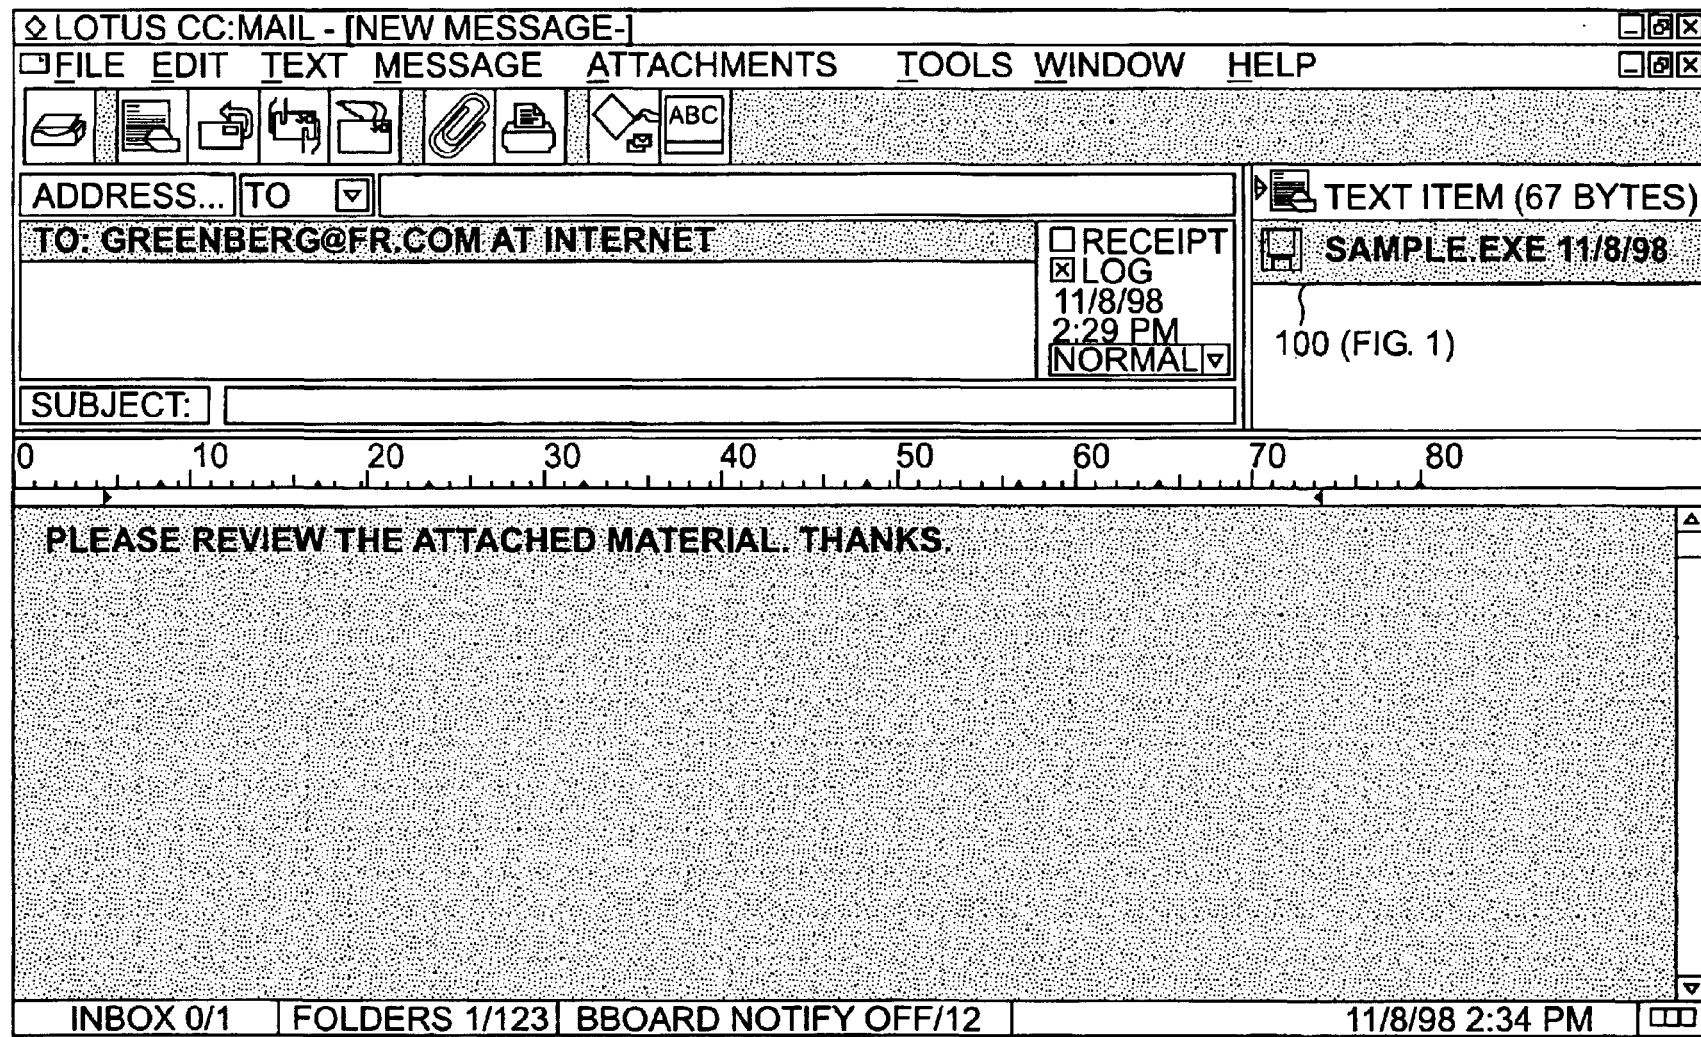 LOTUS CC:MAIL - [NEW MESSAGE-]
FILE EDIT TEXT MESSAGE ATTACHMENTS TOOLS WINDOW HELP
ABC
ADDRESS... TO
TEXT ITEM (67 BYTES)
TO: GREENBERG@FR.COM AT INTERNET
RECEIPT
SAMPLE.EXE 11/8/98
LOG
11/8/98
2:29 PM
100 (FIG. 1)
NORMAL
SUBJECT:
0 10 20 30 40 50 60 70 80
PLEASE REVIEW THE ATTACHED MATERIAL. THANKS.
INBOX 0/1 FOLDERS 1/123 BBOARD NOTIFY OFF/12 11/8/98 2:34 PM